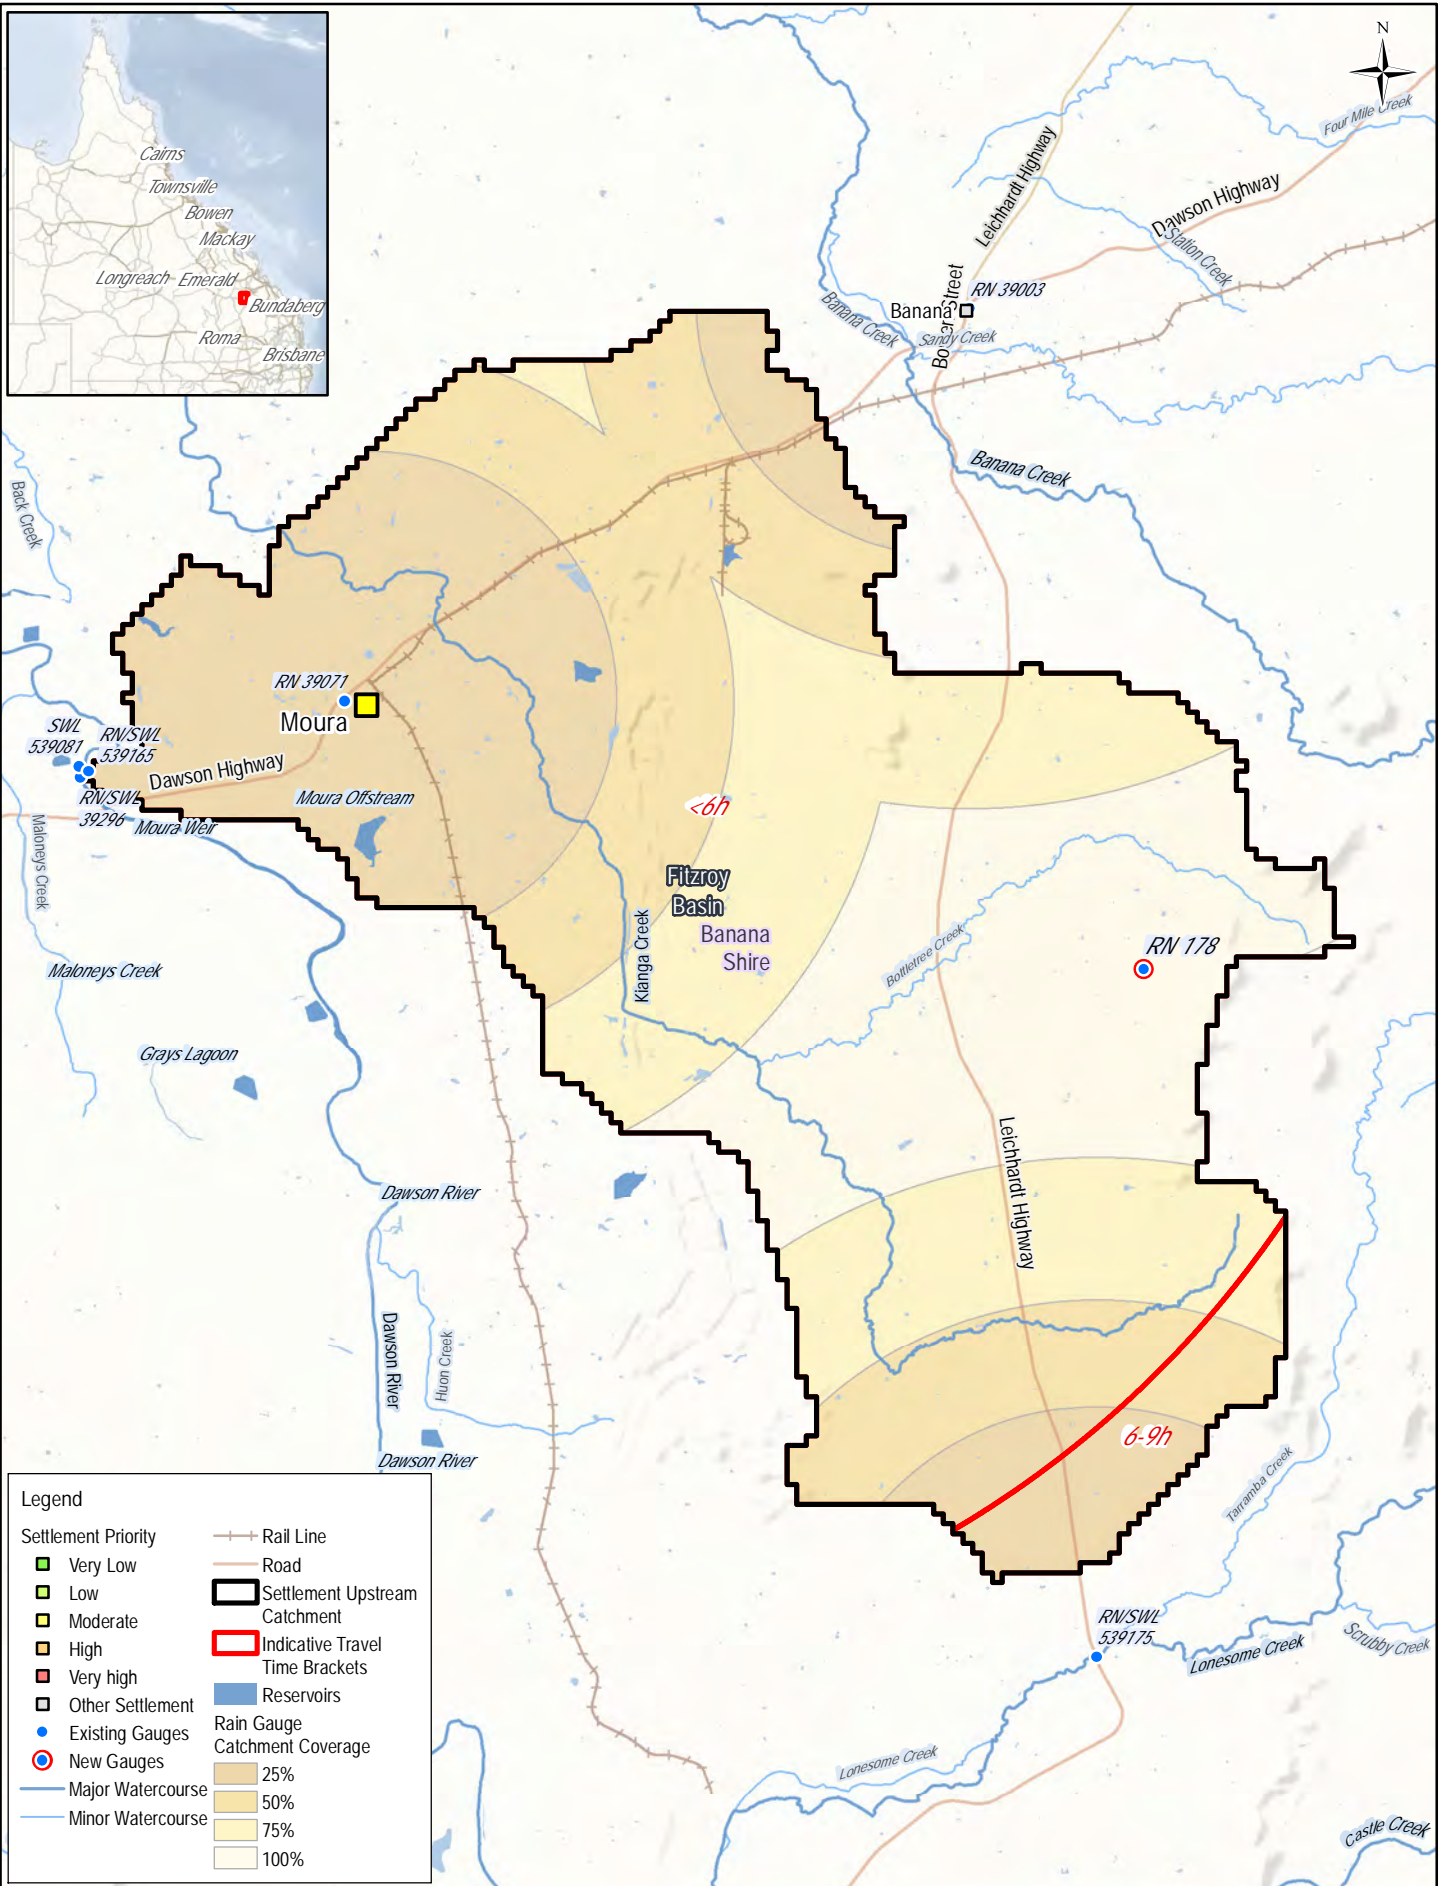 N
Cairns
Townsville
Bowen
Mackay
Longreach
Emerald
Bundaberg
Roma
Brisbane
Four Mile Creek
Leichhardt Highway
Dawson Highway
Station Creek
RN 39003
Banana
Banana Creek
Sandy Creek
Banana Creek
Back Creek
RN 39071
Moura
SWL
539081
RN/SWL
539165
Dawson Highway
RN/SWL
39296
Moura Weir
Moura Offstream
Maloneys Creek
<6h
Fitzroy
Basin
Banana
Shire
Kianga Creek
Bottletree Creek
RN 178
Maloneys Creek
Grays Lagoon
Dawson River
Leichhardt Highway
Dawson River
Huon Creek
Dawson River
6-9h
Tarramba Creek
RN/SWL
539175
Lonesome Creek
Scrubby Creek
Lonesome Creek
Castle Creek
Legend
Settlement Priority
Very Low
Low
Moderate
High
Very high
Other Settlement
Existing Gauges
New Gauges
Major Watercourse
Minor Watercourse
Rail Line
Road
Settlement Upstream
Catchment
Indicative Travel
Time Brackets
Reservoirs
Rain Gauge
Catchment Coverage
25%
50%
75%
100%